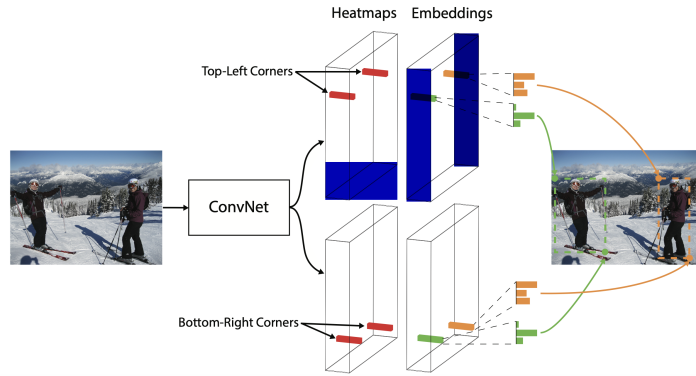 Heatmaps
Embeddings
Top-Left Corners
ConvNet
Bottom-Right Corners